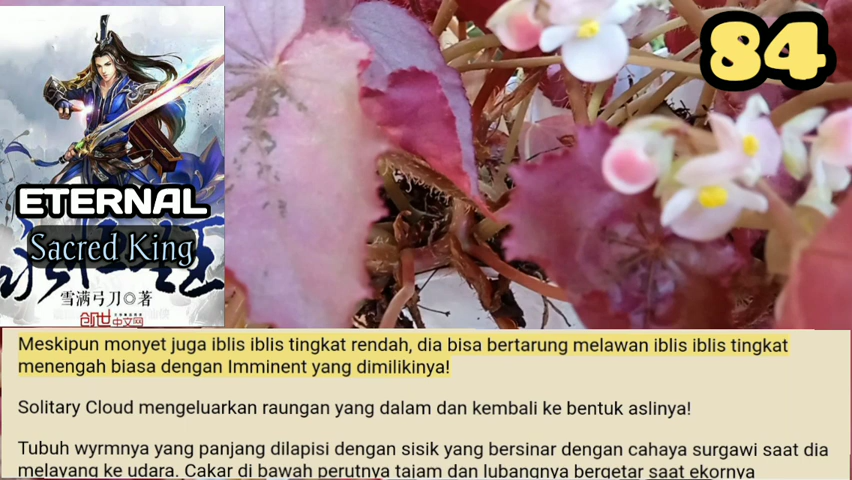 84
ETERNAL
Sacred King
雪满弓刀◎著
创世中文网
Meskipun monyet juga iblis iblis tingkat rendah, dia bisa bertarung melawan iblis iblis tingkat
menengah biasa dengan Imminent yang dimilikinya!
Solitary Cloud mengeluarkan raungan yang dalam dan kembali ke bentuk aslinya!
Tubuh wyrmnya yang panjang dilapisi dengan sisik yang bersinar dengan cahaya surgawi saat dia
melayang ke udara. Cakar di bawah perutnya tajam dan lubangnya bergetar saat ekornya